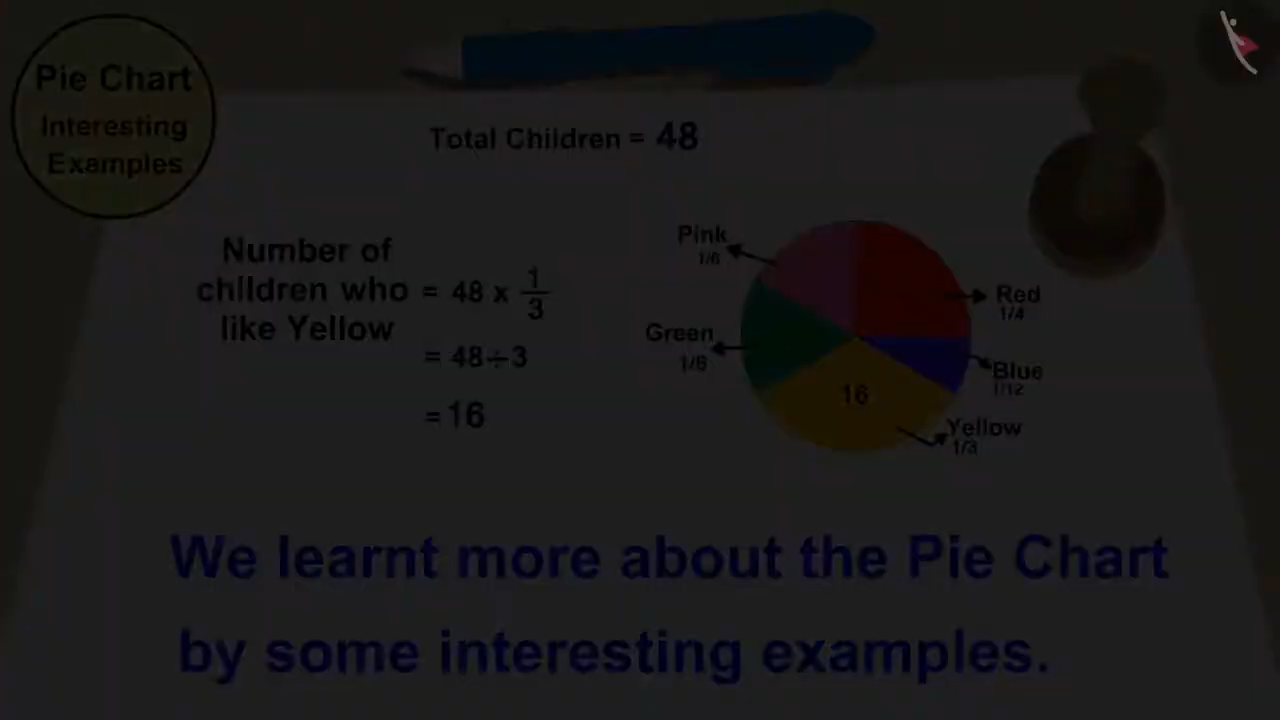 Pie Chart
Interesting
Examples
Total Children = 48
Number of
children who
like Yellow
= 48 x 1/3
= 48÷3
= 16
Pink
1/6
Red
1/4
Green
1/6
Blue
1/12
16
Yellow
1/3
We learnt more about the Pie Chart
by some interesting examples.